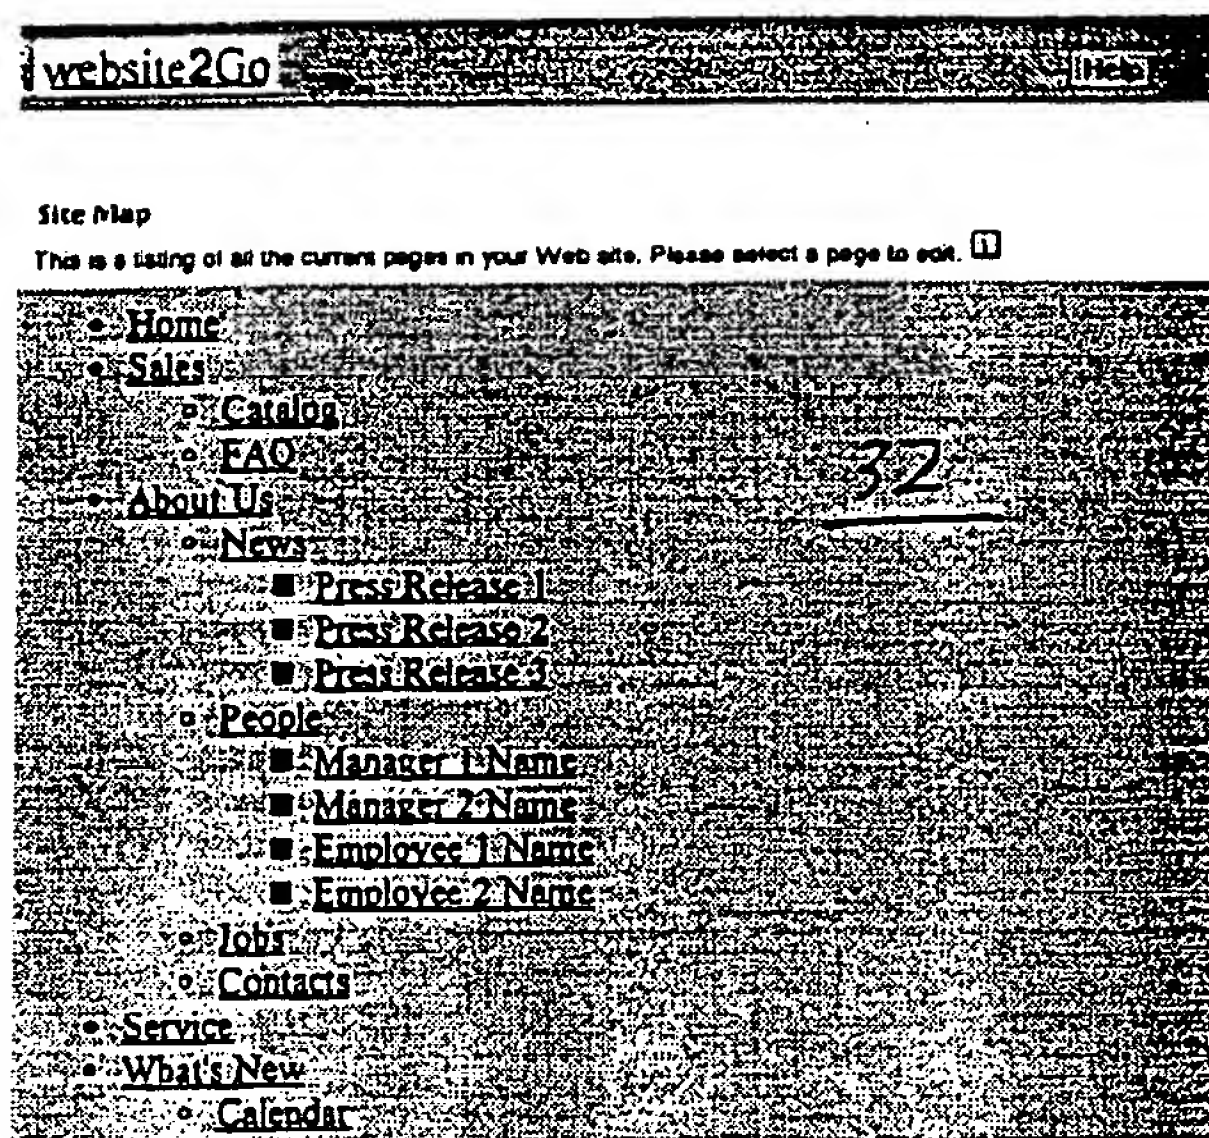 website2Go
Help
Site Map
This is a listing of all the current pages in your Web site. Please select a page to edit. i
Home
Sales
Catalog
FAQ
32
About Us
News
Press Release 1
Press Release 2
Press Release 3
People
Manager 1 Name
Manager 2 Name
Employee 1 Name
Employee 2 Name
Jobs
Contacts
Service
What's New
Calendar